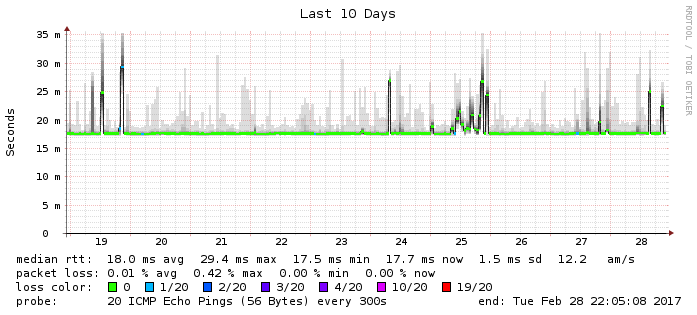 Last 10 Days
RRDTOOL / TOBI OETIKER
Seconds
35 m
30 m
25 m
20 m
15 m
10 m
5 m
0
19 20 21 22 23 24 25 26 27 28
median rtt: 18.0 ms avg 29.4 ms max 17.5 ms min 17.7 ms now 1.5 ms sd 12.2 am/s
packet loss: 0.01 % avg 0.42 % max 0.00 % min 0.00 % now
loss color: 0 1/20 2/20 3/20 4/20 10/20 19/20
probe: 20 ICMP Echo Pings (56 Bytes) every 300s end: Tue Feb 28 22:05:08 2017